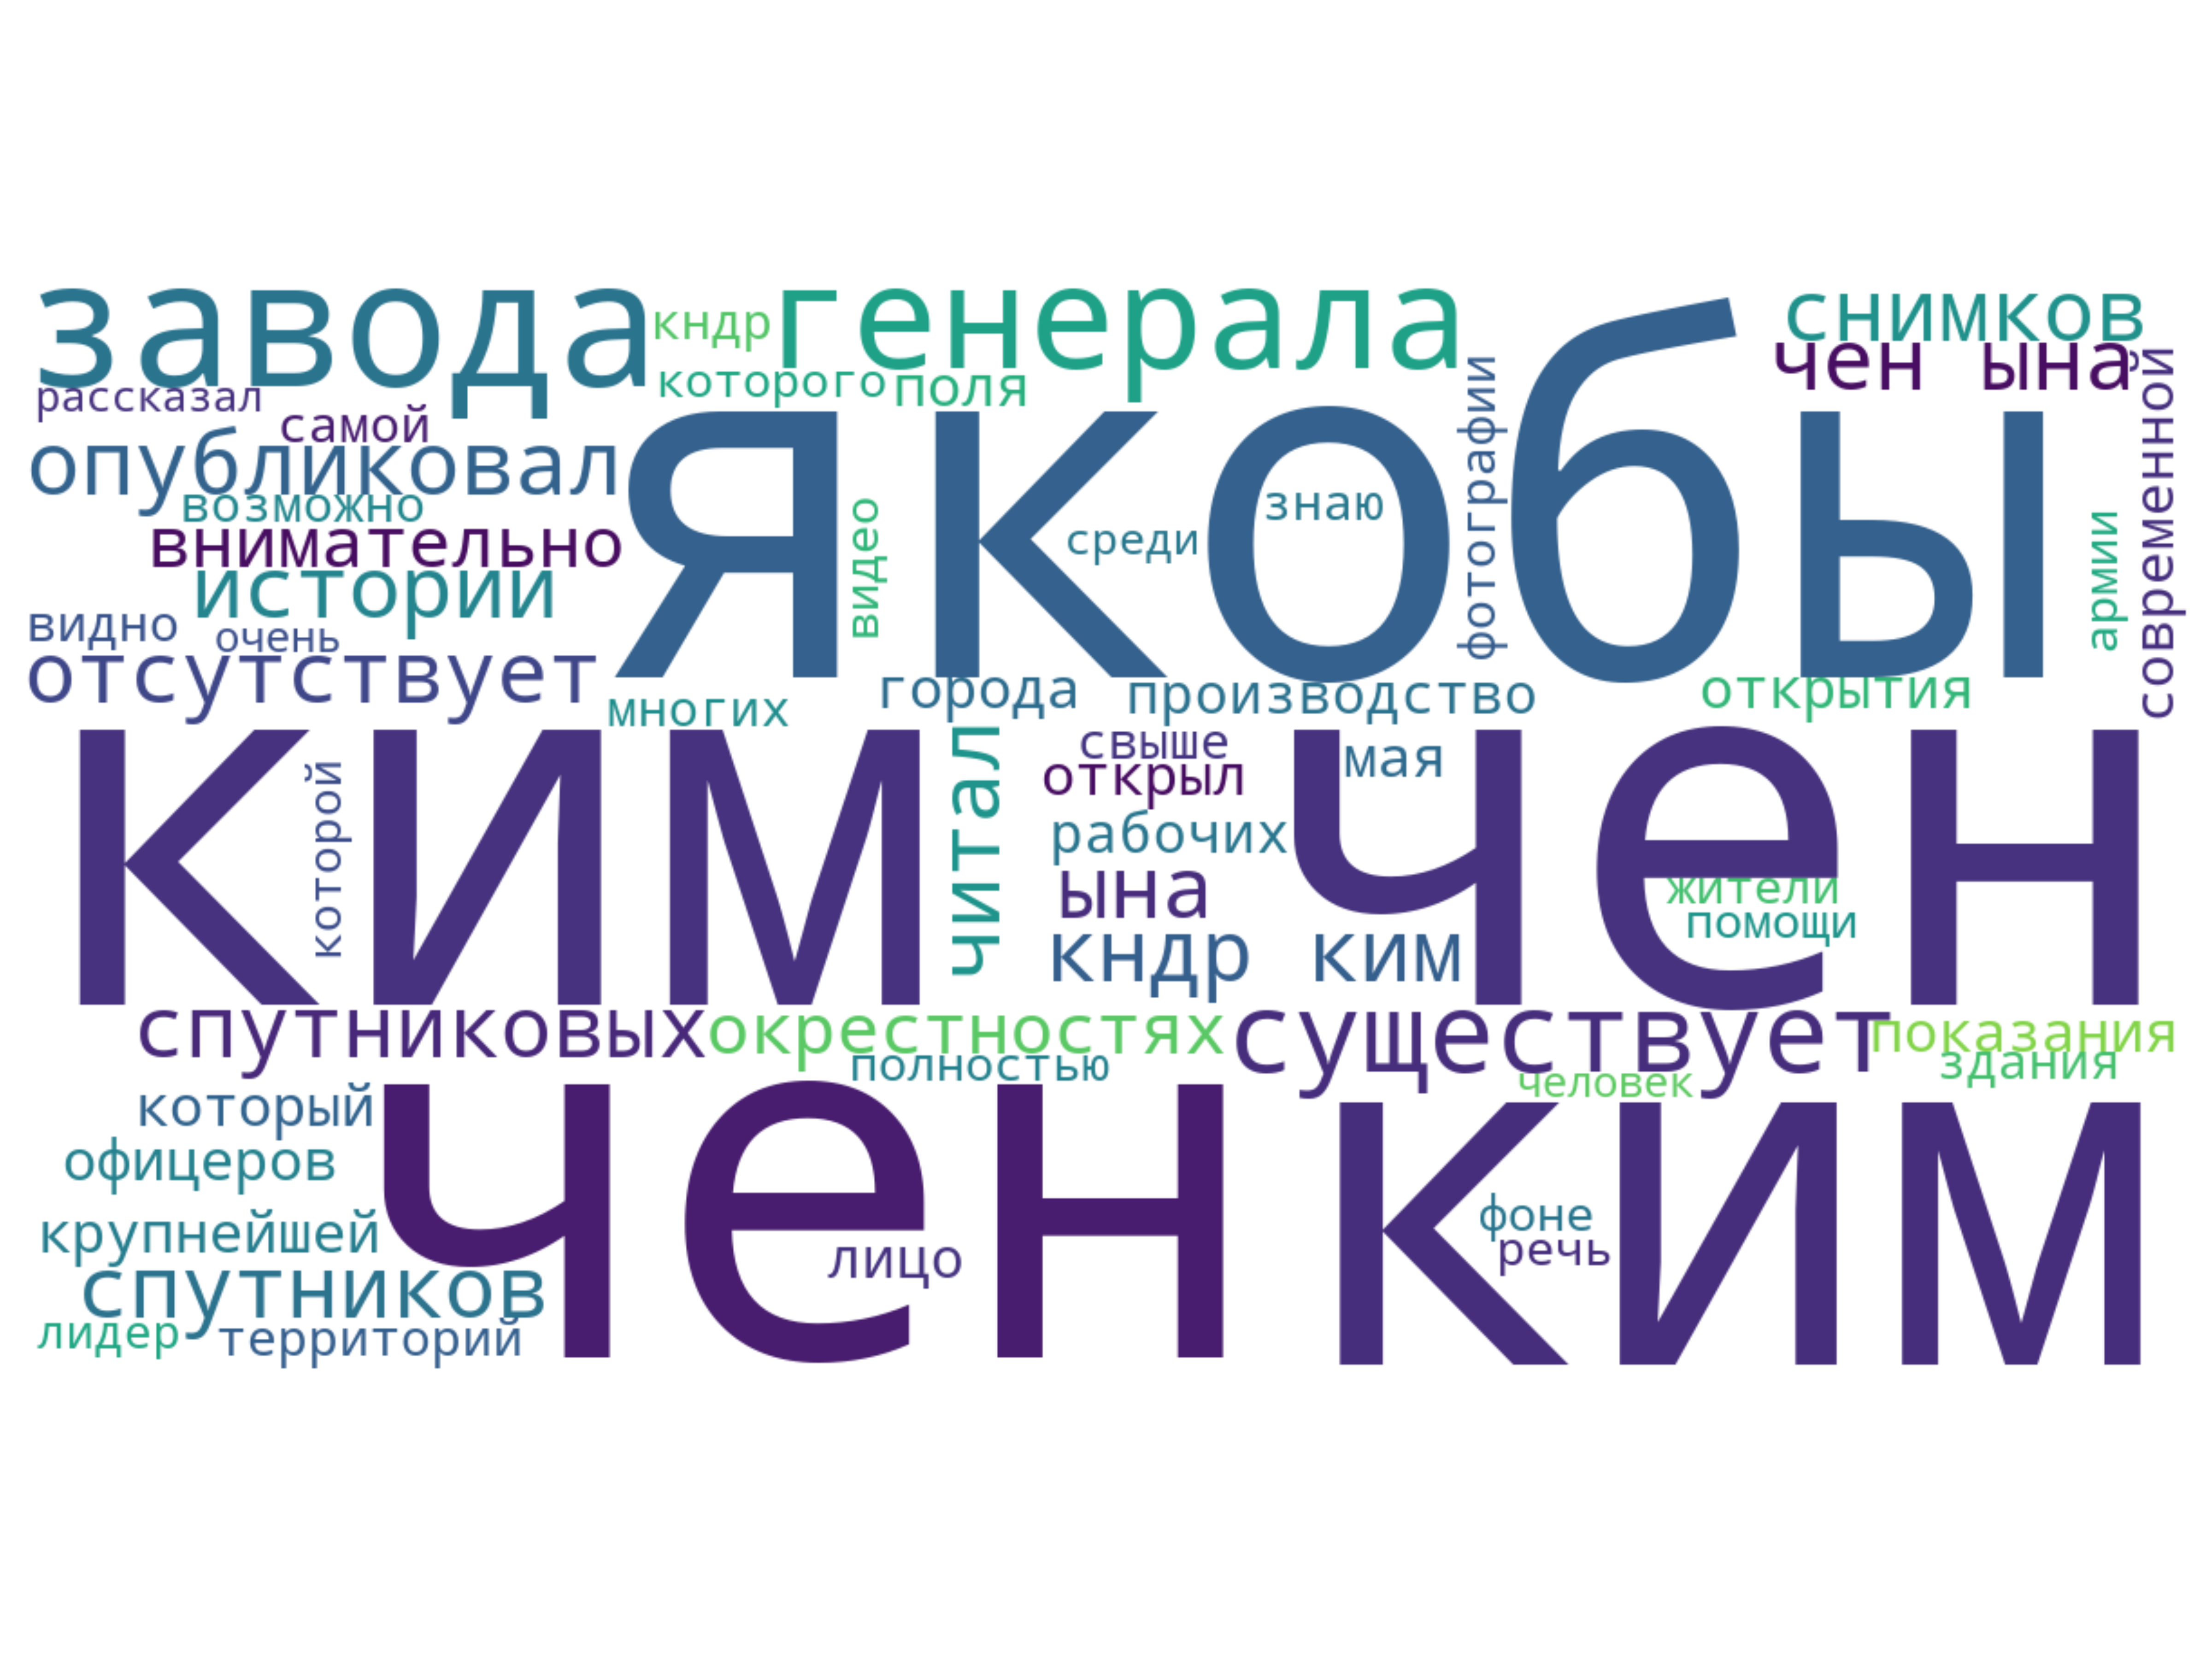 завода кндр генерала снимков
рассказал которого поля чен ына
самой фотографии современной
опубликовал якобы
возможно видео знаю
внимательно среди армии
истории
видно очень
отсутствует многих города производство открытия
ким чен
которой читал свыше мая
открыл
рабочих
ына жители
кндр ким помощи
спутниковых окрестностях существует показания
полностью человек здания
который чен ким
офицеров
крупнейшей лицо фоне
речь
спутников
лидер территорий